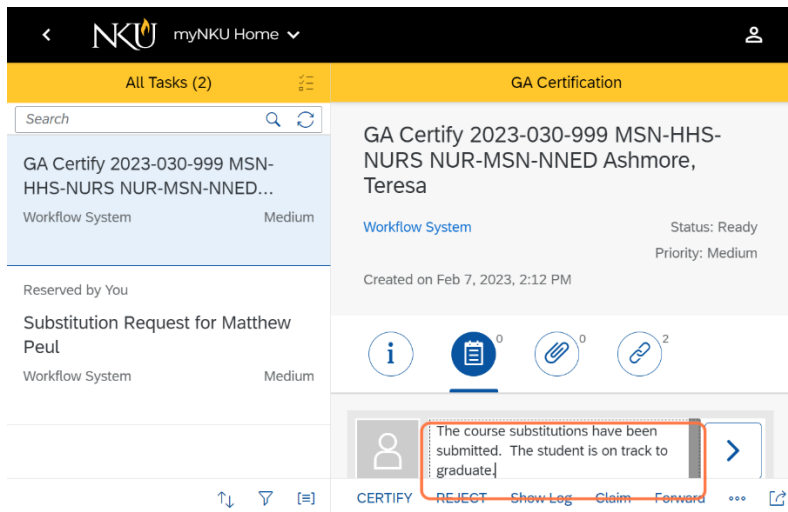 NKU myNKU Home
All Tasks (2)
GA Certification
Search
GA Certify 2023-030-999 MSN-
HHS-NURS NUR-MSN-NNED...
Workflow System Medium
Reserved by You
Substitution Request for Matthew
Peul
Workflow System Medium
GA Certify 2023-030-999 MSN-HHS-
NURS NUR-MSN-NNED Ashmore,
Teresa
Workflow System Status: Ready
Priority: Medium
Created on Feb 7, 2023, 2:12 PM
0 0 2
The course substitutions have been
submitted. The student is on track to
graduate.
CERTIFY REJECT Show Log Claim Forward